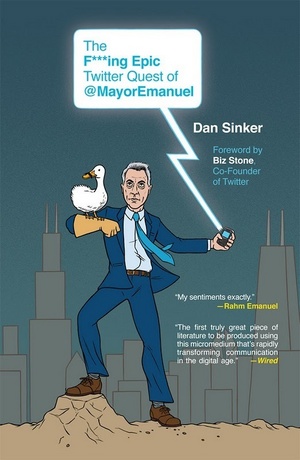 The
F***ing Epic
Twitter Quest of
@MayorEmanuel
Dan Sinker
Foreword by
Biz Stone,
Co-Founder
of Twitter
"My sentiments exactly."
—Rahm Emanuel
"The first truly great piece of
literature to be produced using
this micromedium that's rapidly
transforming communication
in the digital age." —Wired